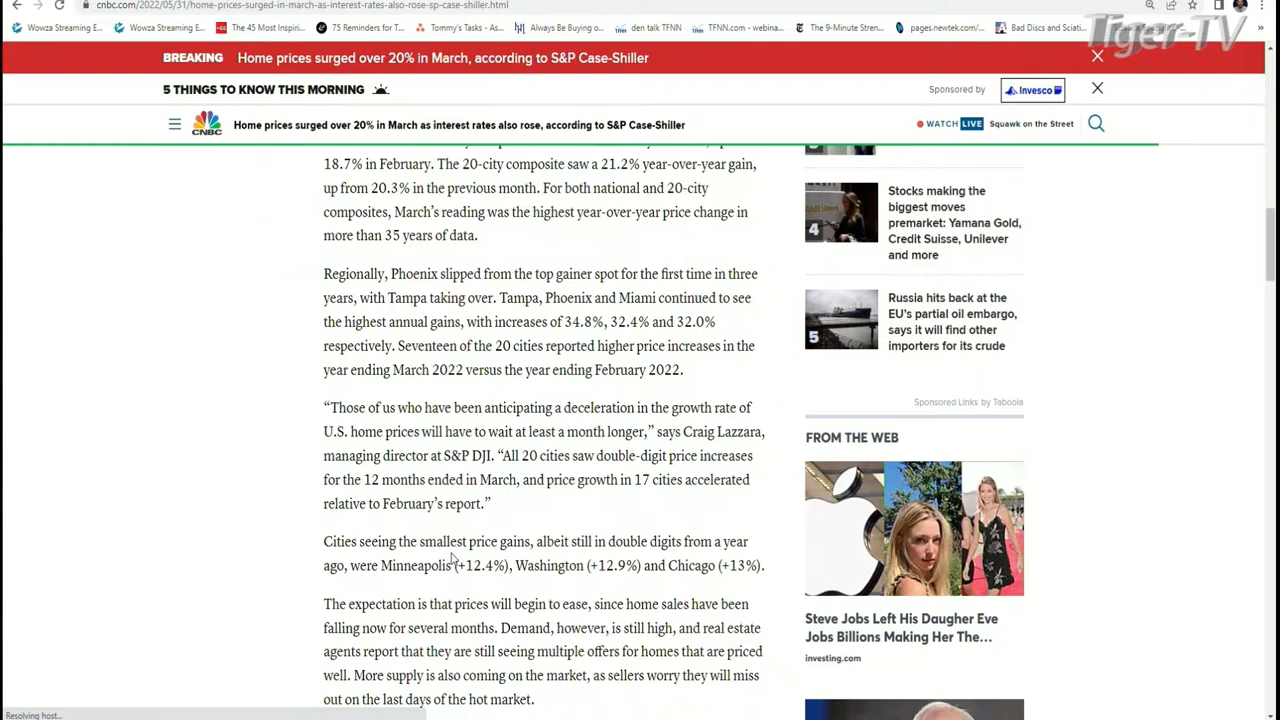 cnbc.com/2022/05/31/home-prices-surged-in-march-as-interest-rates-also-rose-sp-case-shiller.html
Wowza Streaming E...
Wowza Streaming E...
The 45 Most Inspiri...
75 Reminders for T...
Tommy's Tasks - As...
Always Be Buying o...
den talk TFNN
TFNN.com - webina...
The 9-Minute Stren...
pages.newtek.com/...
Bad Discs and Sciati...
Tiger-TV
BREAKING Home prices surged over 20% in March, according to S&P Case-Shiller
5 THINGS TO KNOW THIS MORNING
Sponsored by
Invesco
CNBC
Home prices surged over 20% in March as interest rates also rose, according to S&P Case-Shiller
WATCH LIVE Squawk on the Street
18.7% in February. The 20-city composite saw a 21.2% year-over-year gain,
up from 20.3% in the previous month. For both national and 20-city
composites, March’s reading was the highest year-over-year price change in
more than 35 years of data.
Regionally, Phoenix slipped from the top gainer spot for the first time in three
years, with Tampa taking over. Tampa, Phoenix and Miami continued to see
the highest annual gains, with increases of 34.8%, 32.4% and 32.0%
respectively. Seventeen of the 20 cities reported higher price increases in the
year ending March 2022 versus the year ending February 2022.
“Those of us who have been anticipating a deceleration in the growth rate of
U.S. home prices will have to wait at least a month longer,” says Craig Lazzara,
managing director at S&P DJI. “All 20 cities saw double-digit price increases
for the 12 months ended in March, and price growth in 17 cities accelerated
relative to February’s report.”
Cities seeing the smallest price gains, albeit still in double digits from a year
ago, were Minneapolis (+12.4%), Washington (+12.9%) and Chicago (+13%).
The expectation is that prices will begin to ease, since home sales have been
falling now for several months. Demand, however, is still high, and real estate
agents report that they are still seeing multiple offers for homes that are priced
well. More supply is also coming on the market, as sellers worry they will miss
out on the last days of the hot market.
4
Stocks making the
biggest moves
premarket: Yamana Gold,
Credit Suisse, Unilever
and more
5
Russia hits back at the
EU’s partial oil embargo,
says it will find other
importers for its crude
Sponsored Links by Taboola
FROM THE WEB
Steve Jobs Left His Daugher Eve
Jobs Billions Making Her The...
investing.com
Resolving host...